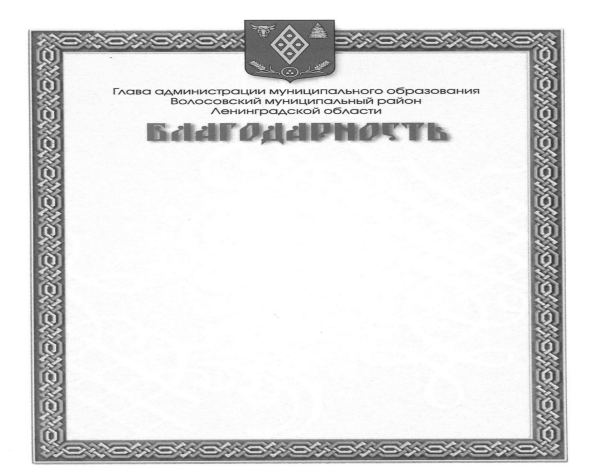 Глава администрации муниципального образования
Волосовский муниципальный район
Ленинградской области
БЛАГОДАРНОСТЬ